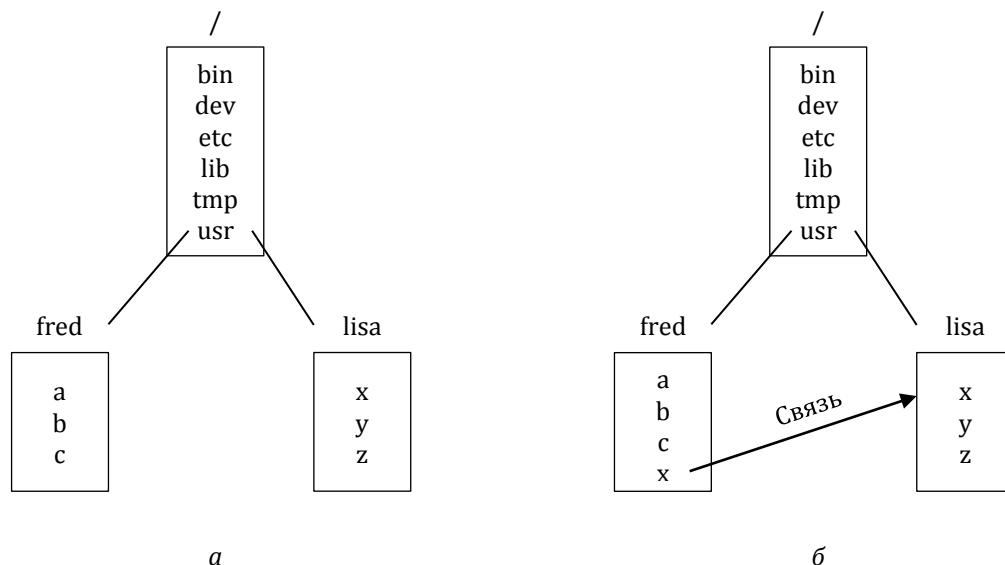 /
bin
dev
etc
lib
tmp
usr
fred
a
b
c
lisa
x
y
z
а
/
bin
dev
etc
lib
tmp
usr
fred
a
b
c
x
Связь
lisa
x
y
z
б